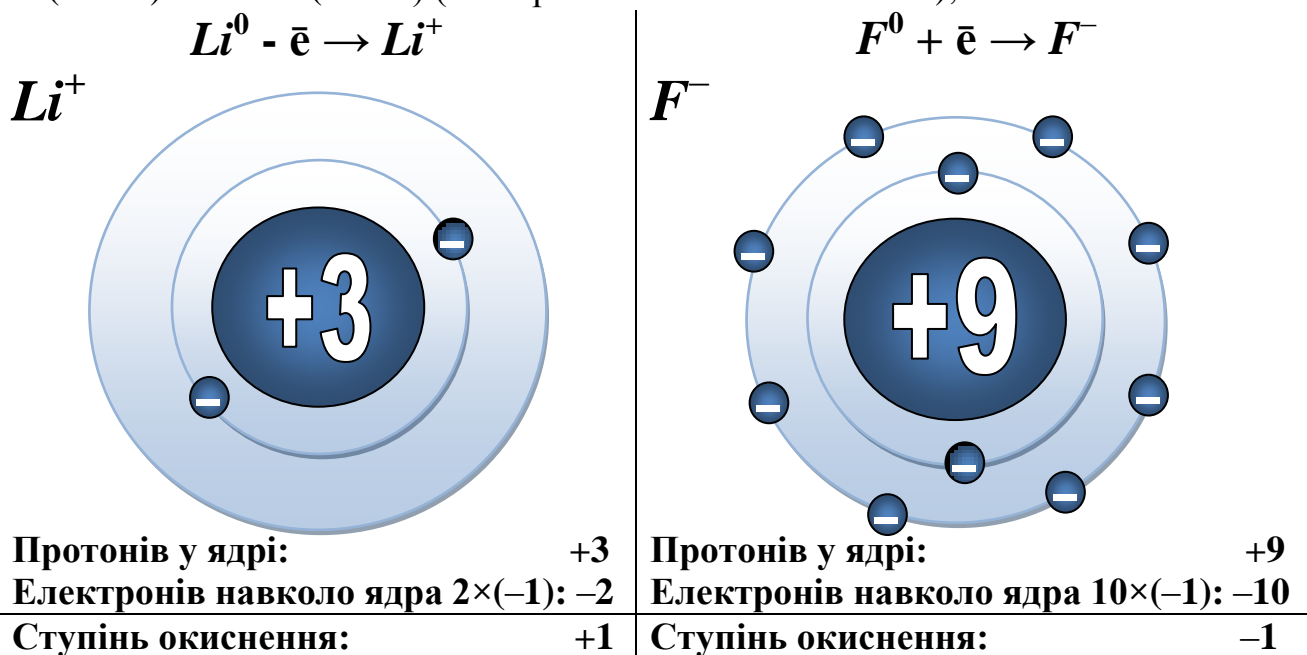 Li⁰ - ē → Li⁺
Li⁺
+3
Протонів у ядрі: +3
Електронів навколо ядра 2×(–1): –2
Ступінь окиснення: +1
F⁰ + ē → F⁻
F⁻
+9
Протонів у ядрі: +9
Електронів навколо ядра 10×(–1): –10
Ступінь окиснення: –1